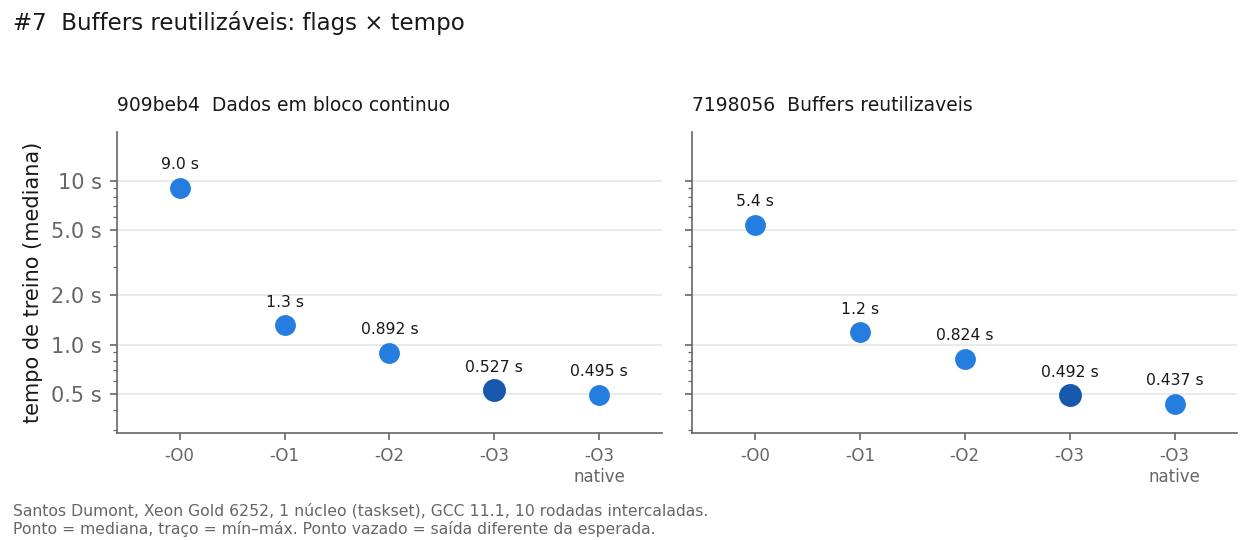 #7  Buffers reutilizáveis: flags × tempo
909beb4  Dados em bloco continuo
7198056  Buffers reutilizaveis
tempo de treino (mediana)
10 s
5.0 s
2.0 s
1.0 s
0.5 s
9.0 s
1.3 s
0.892 s
0.527 s
0.495 s
-O0
-O1
-O2
-O3
-O3
native
5.4 s
1.2 s
0.824 s
0.492 s
0.437 s
-O0
-O1
-O2
-O3
-O3
native
Santos Dumont, Xeon Gold 6252, 1 núcleo (taskset), GCC 11.1, 10 rodadas intercaladas.
Ponto = mediana, traço = mín–máx. Ponto vazado = saída diferente da esperada.